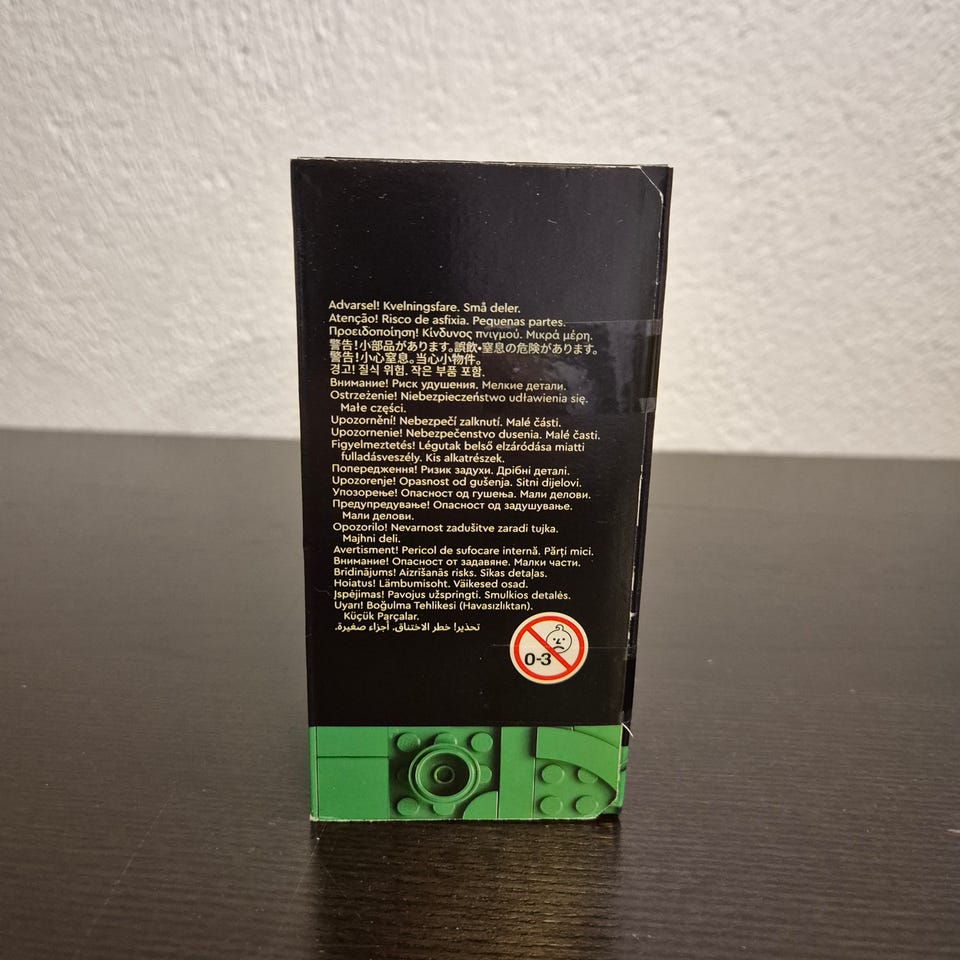 Advarsel! Kvelningsfare. Små deler.
Atenção! Risco de asfixia. Pequenas partes.
Προειδοποίηση! Κίνδυνος πνιγμού. Μικρά μέρη.
警告!小部品があります。誤飲•窒息の危険があります。
警告!小心窒息。当心小物件。
경고! 질식 위험. 작은 부품 포함.
Внимание! Риск удушения. Мелкие детали.
Ostrzeżenie! Niebezpieczeństwo udławienia się.
Małe części.
Upozornění! Nebezpečí zalknutí. Malé části.
Upozornenie! Nebezpečenstvo dusenia. Malé časti.
Figyelmeztetés! Légutak belső elzáródása miatti
fulladásveszély. Kis alkatrészek.
Попередження! Ризик задухи. Дрібні деталі.
Upozorenje! Opasnost od gušenja. Sitni dijelovi.
Упозорење! Опасност од гушења. Мали делови.
Предупредување! Опасност од задушување.
Мали делови.
Opozorilo! Nevarnost zadušitve zaradi tujka.
Majhni deli.
Avertisment! Pericol de sufocare internă. Părți mici.
Внимание! Опасност от задавяне. Малки части.
Brīdinājums! Aizrīšanās risks. Sīkas detaļas.
Hoiatus! Lämbumisoht. Väikesed osad.
Įspėjimas! Pavojus užspringti. Smulkios detalės.
Uyarı! Boğulma Tehlikesi (Havasızlıktan).
Küçük Parçalar.
تحذير! خطر الاختناق. أجزاء صغيرة.
0-3